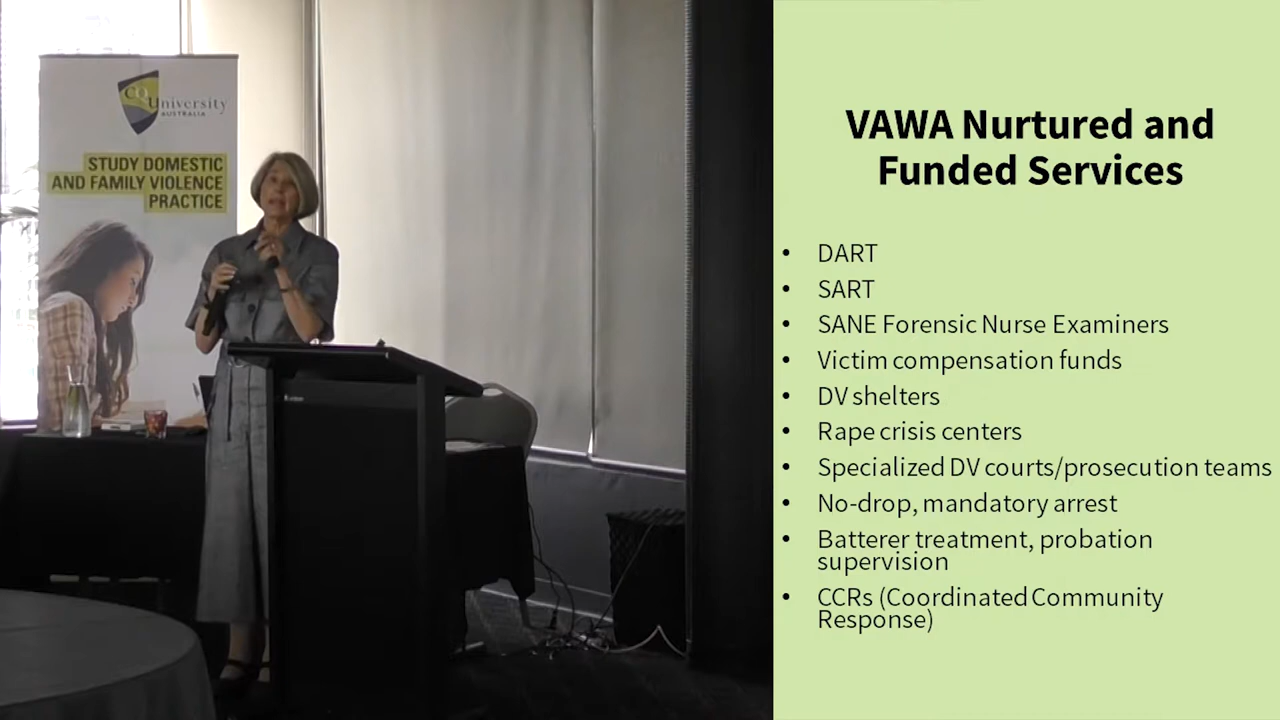 CQUniversity
AUSTRALIA
STUDY DOMESTIC
AND FAMILY VIOLENCE
PRACTICE
VAWA Nurtured and
Funded Services
• DART
• SART
• SANE Forensic Nurse Examiners
• Victim compensation funds
• DV shelters
• Rape crisis centers
• Specialized DV courts/prosecution teams
• No-drop, mandatory arrest
• Batterer treatment, probation
supervision
• CCRs (Coordinated Community
Response)